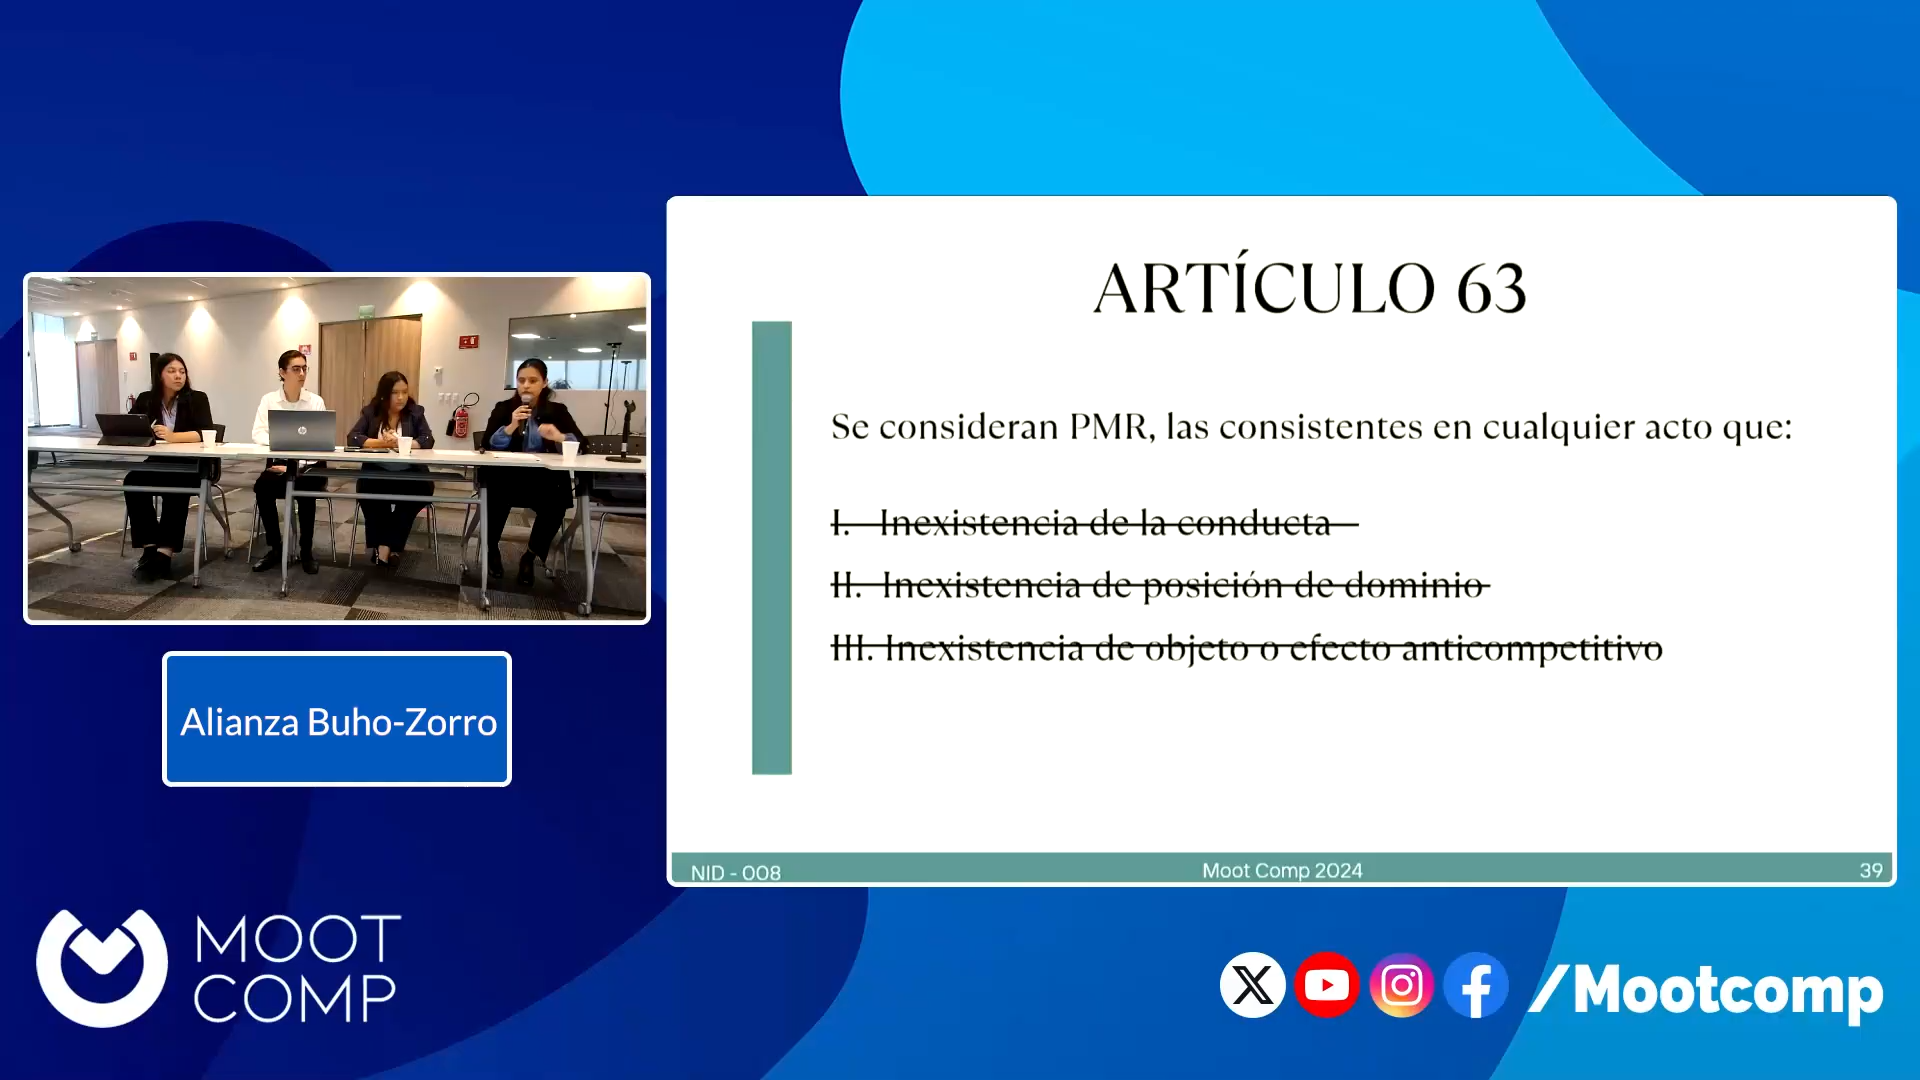 ARTÍCULO 63
Se consideran PMR, las consistentes en cualquier acto que:
I. Inexistencia de la conducta
II. Inexistencia de posición de dominio
III. Inexistencia de objeto o efecto anticompetitivo
NID - 008
Moot Comp 2024
39
Alianza Buho-Zorro
MOOT
COMP
/Mootcomp